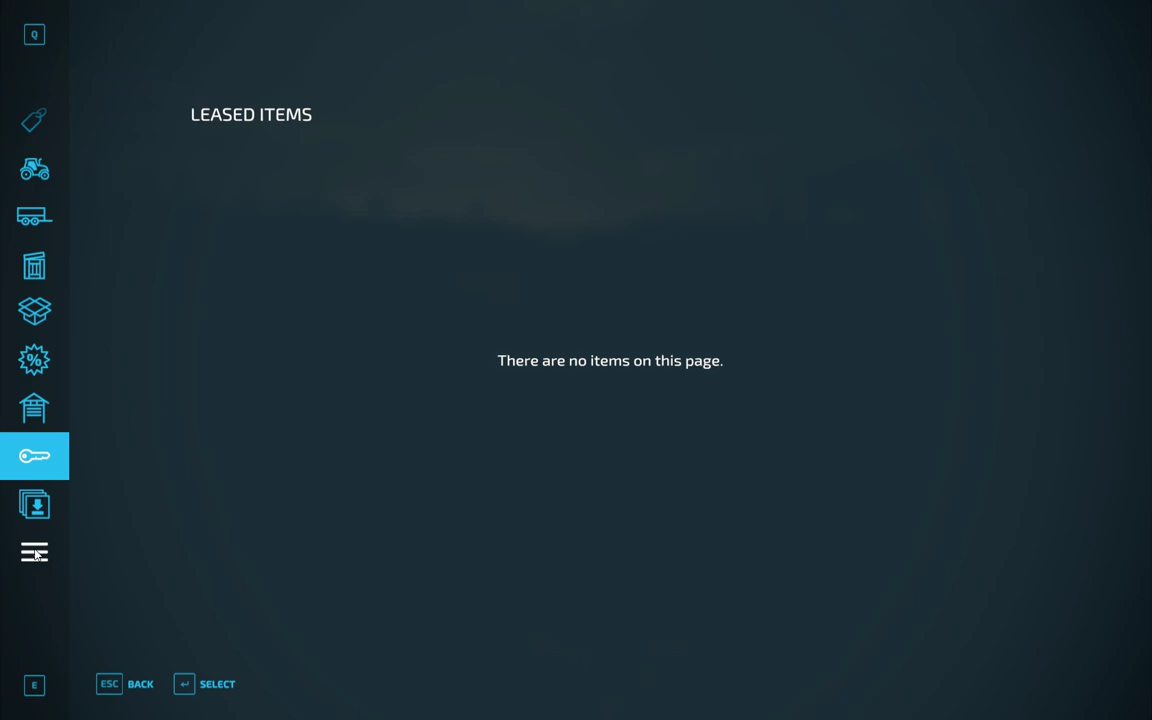 Q
LEASED ITEMS
%
There are no items on this page.
E
ESC BACK ↵ SELECT